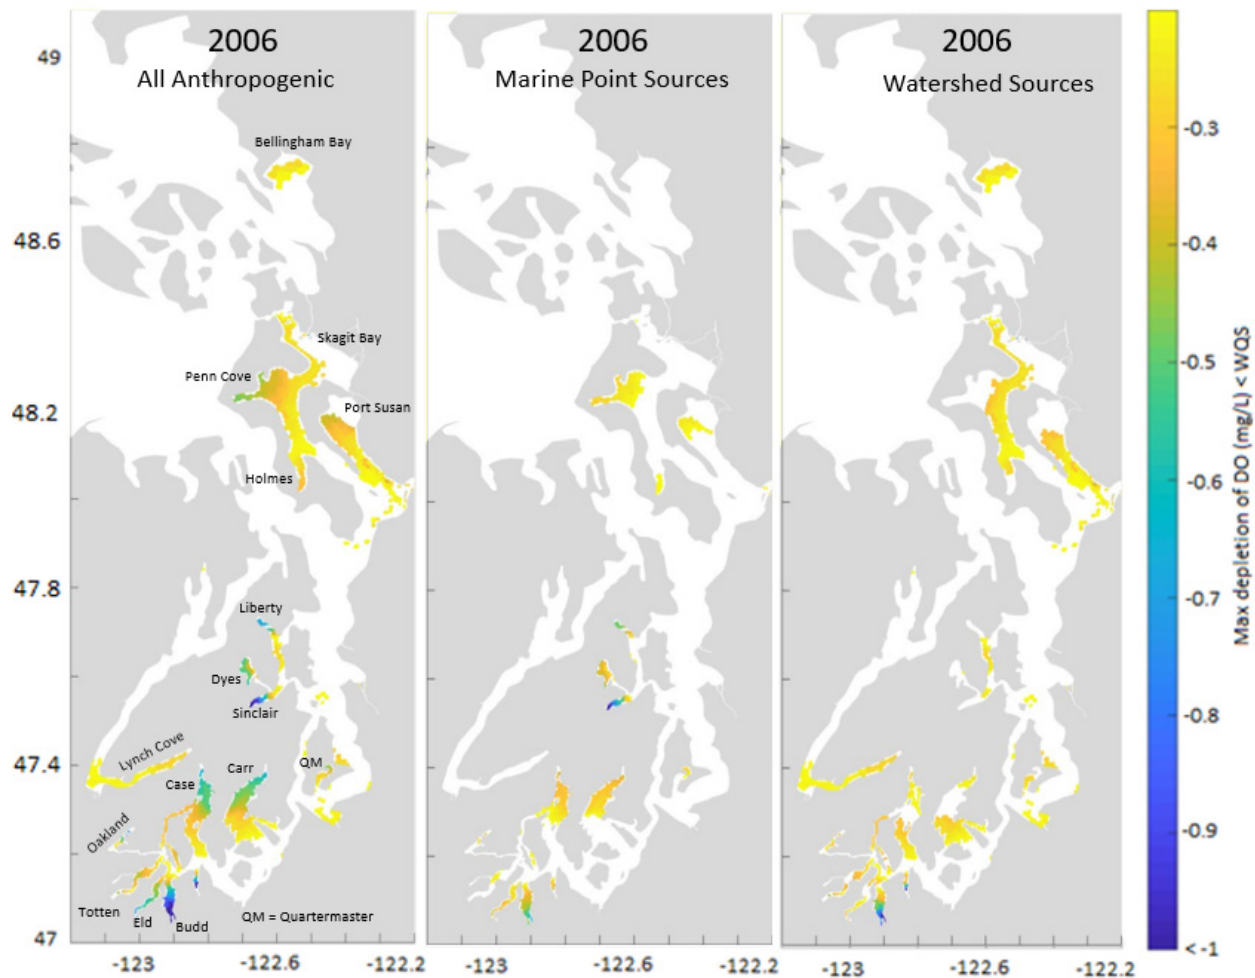 2006
All Anthropogenic
2006
Marine Point Sources
2006
Watershed Sources
49
48.6
48.2
47.8
47.4
47
Bellingham Bay
Skagit Bay
Penn Cove
Port Susan
Holmes
Liberty
Dyes
Sinclair
Lynch Cove
Case
Carr
QM
Oakland
Totten
Eld
Budd
QM = Quartermaster
-123
-122.6
-122.2
-123
-122.6
-122.2
-123
-122.6
-122.2
-0.3
-0.4
-0.5
-0.6
-0.7
-0.8
-0.9
< -1
Max depletion of DO (mg/L) < WQS